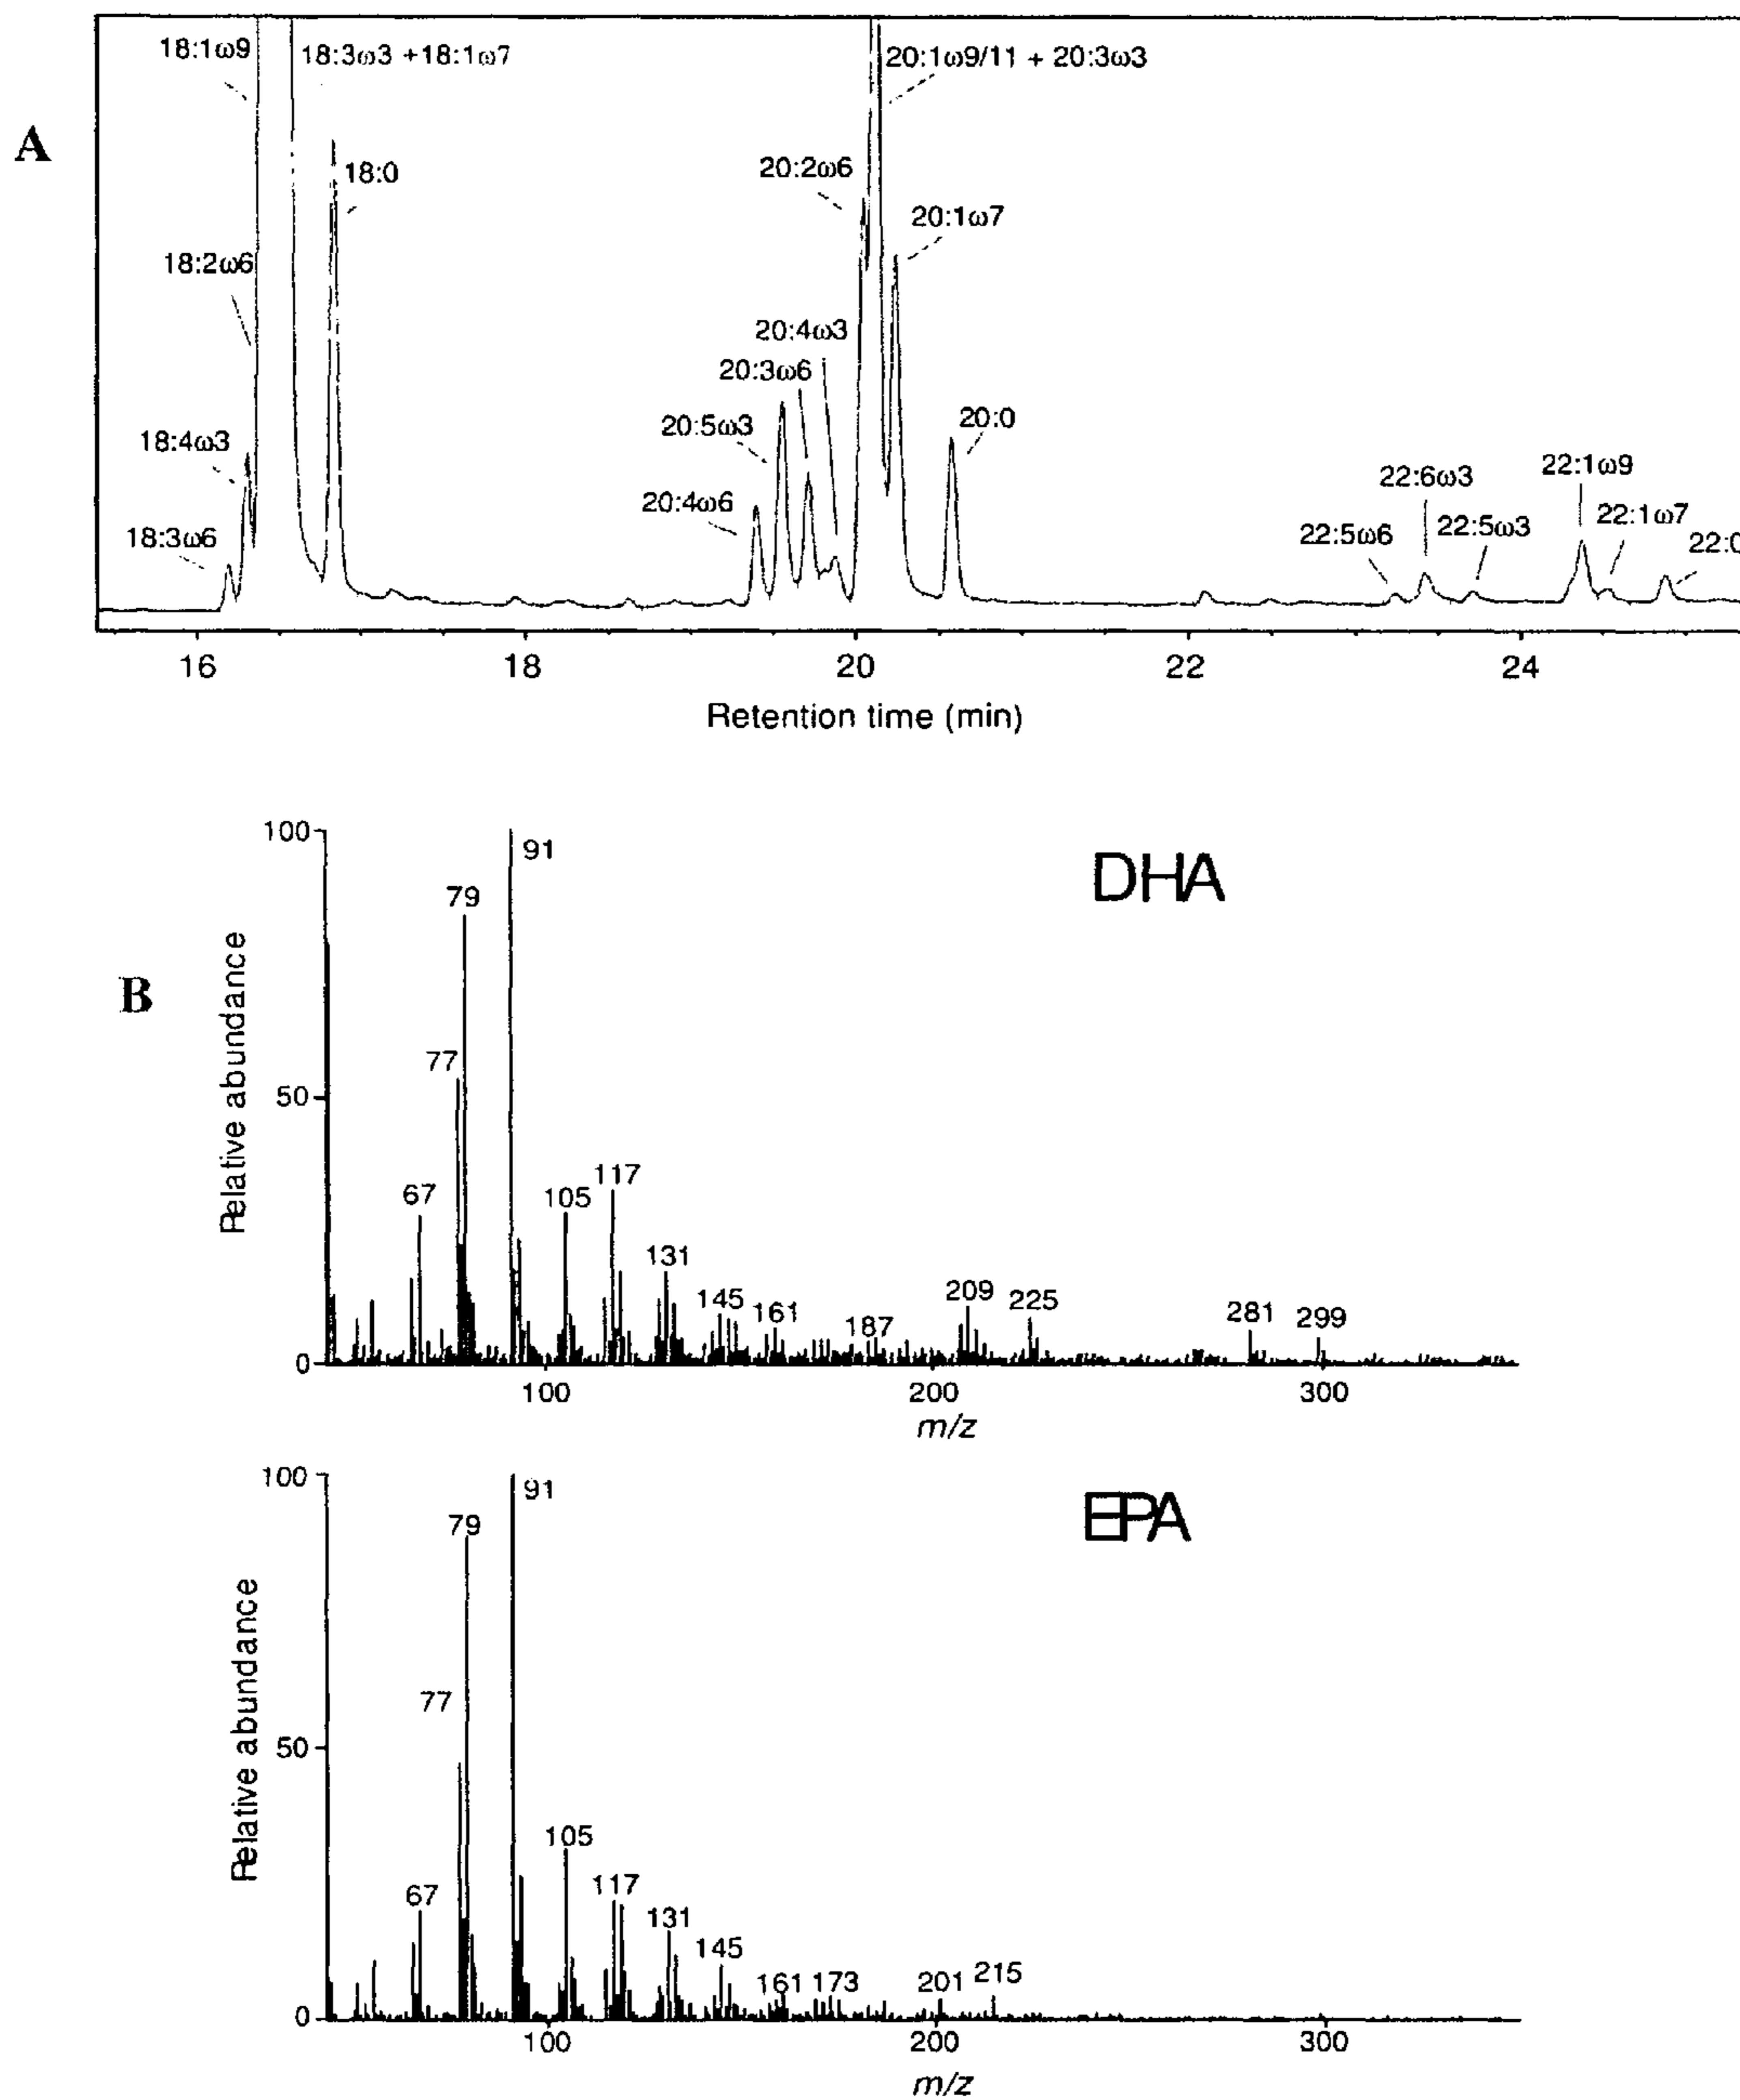 A
18:1ω9
18:3ω3 +18:1ω7
20:1ω9/11 + 20:3ω3
18:0
20:2ω6
20:1ω7
18:2ω6
20:4ω3
20:3ω6
18:4ω3
20:5ω3
20:0
20:4ω6
18:3ω6
22:6ω3
22:1ω9
22:5ω6
22:5ω3
22:1ω7
22:0
16 18 20 22 24
Retention time (min)
B
DHA
Relative abundance
100
50
0
67
77
79
91
105
117
131
145
161
187
209
225
281
299
100 200 300
m/z
EPA
Relative abundance
100
50
0
67
77
79
91
105
117
131
145
161
173
201
215
100 200 300
m/z